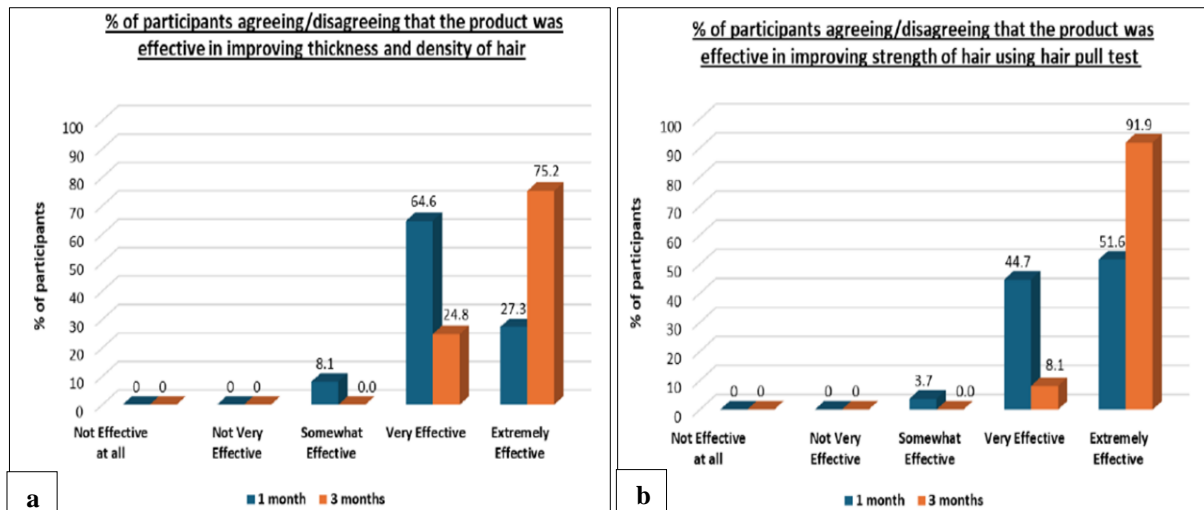 % of participants agreeing/disagreeing that the product was
effective in improving thickness and density of hair
% of participants
100
90
80
70
60
50
40
30
20
10
0
0 0
0 0
8.1
0.0
64.6
24.8
27.3
75.2
Not Effective
at all
Not Very
Effective
Somewhat
Effective
Very Effective
Extremely
Effective
1 month 3 months
a
% of participants agreeing/disagreeing that the product was
effective in improving strength of hair using hair pull test
% of participants
100
90
80
70
60
50
40
30
20
10
0
0 0
0 0
3.7
0.0
44.7
8.1
51.6
91.9
Not Effective
at all
Not Very
Effective
Somewhat
Effective
Very Effective
Extremely
Effective
1 month 3 months
b